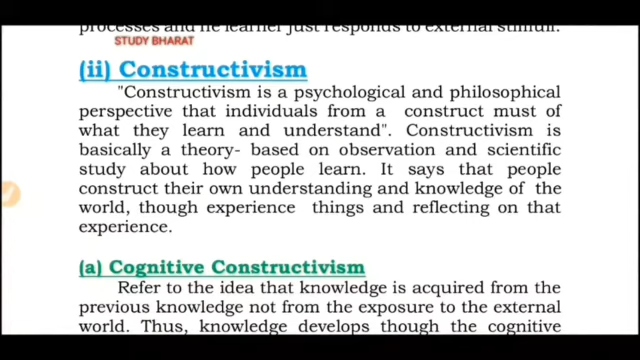 processes and he learner just responds to external stimuli.
STUDY BHARAT
(ii) Constructivism
"Constructivism is a psychological and philosophical
perspective that individuals from a construct must of
what they learn and understand". Constructivism is
basically a theory- based on observation and scientific
study about how people learn. It says that people
construct their own understanding and knowledge of the
world, though experience things and reflecting on that
experience.
(a) Cognitive Constructivism
Refer to the idea that knowledge is acquired from the
previous knowledge not from the exposure to the external
world. Thus, knowledge develops though the cognitive